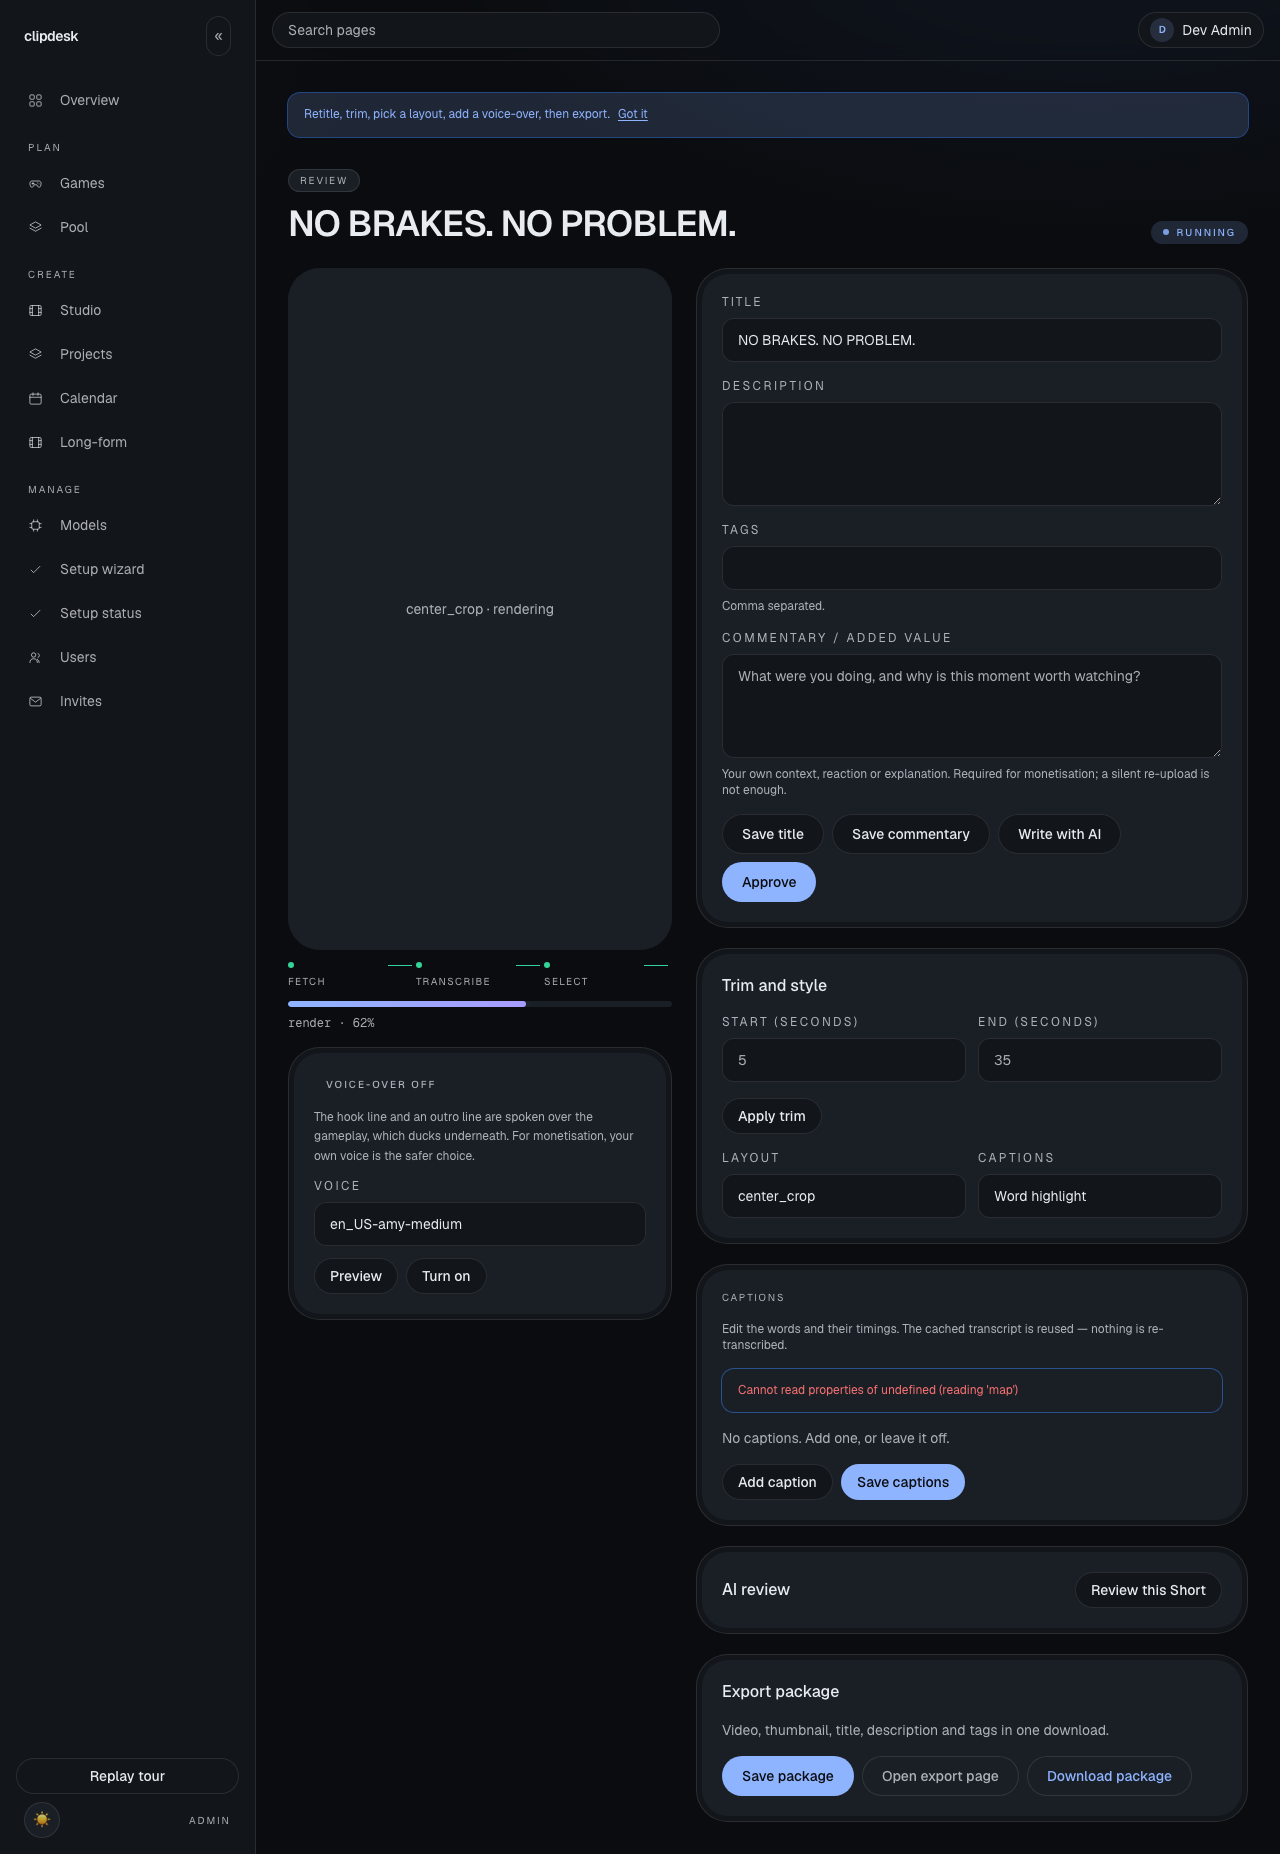 clipdesk
«
Search pages
D
Dev Admin
Overview
PLAN
Games
Pool
CREATE
Studio
Projects
Calendar
Long-form
MANAGE
Models
Setup wizard
Setup status
Users
Invites
Replay tour
ADMIN
Retitle, trim, pick a layout, add a voice-over, then export. Got it
REVIEW
NO BRAKES. NO PROBLEM.
RUNNING
center_crop · rendering
FETCH
TRANSCRIBE
SELECT
render · 62%
VOICE-OVER OFF
The hook line and an outro line are spoken over the
gameplay, which ducks underneath. For monetisation, your
own voice is the safer choice.
VOICE
en_US-amy-medium
Preview
Turn on
TITLE
NO BRAKES. NO PROBLEM.
DESCRIPTION
TAGS
Comma separated.
COMMENTARY / ADDED VALUE
What were you doing, and why is this moment worth watching?
Your own context, reaction or explanation. Required for monetisation; a silent re-upload is
not enough.
Save title
Save commentary
Write with AI
Approve
Trim and style
START (SECONDS)
END (SECONDS)
5
35
Apply trim
LAYOUT
CAPTIONS
center_crop
Word highlight
CAPTIONS
Edit the words and their timings. The cached transcript is reused — nothing is re-
transcribed.
Cannot read properties of undefined (reading 'map')
No captions. Add one, or leave it off.
Add caption
Save captions
AI review
Review this Short
Export package
Video, thumbnail, title, description and tags in one download.
Save package
Open export page
Download package